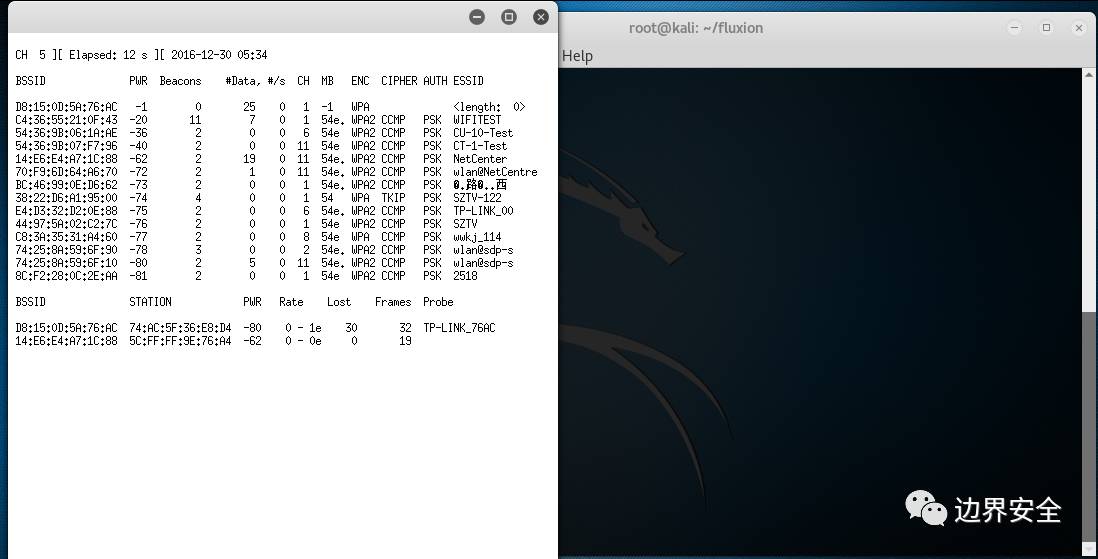 root@kali: ~/fluxion
Help
CH 5 ][ Elapsed: 12 s ][ 2016-12-30 05:34
BSSID PWR Beacons #Data, #/s CH MB ENC CIPHER AUTH ESSID
D8:15:0D:5A:76:AC -1 0 25 0 1 -1 WPA <length: 0>
C4:36:55:21:0F:43 -20 11 7 0 1 54e. WPA2 CCMP PSK WIFITEST
54:36:9B:06:1A:AE -36 2 0 0 6 54e WPA2 CCMP PSK CU-10-Test
54:36:9B:07:F7:96 -40 2 0 0 11 54e WPA2 CCMP PSK CT-1-Test
14:E6:E4:A7:1C:88 -62 2 19 0 11 54e. WPA2 CCMP PSK NetCenter
70:F9:6D:64:A6:70 -72 2 1 0 11 54e. WPA2 CCMP PSK wlan@NetCentre
BC:46:99:0E:D6:62 -73 2 0 0 1 54e. WPA2 CCMP PSK 路 西
38:22:D6:A1:95:00 -74 4 0 0 1 54 WPA TKIP PSK SZTV-122
E4:D3:32:D2:0E:88 -75 2 0 0 6 54e. WPA2 CCMP PSK TP-LINK_00
44:97:5A:02:C2:7C -76 2 0 0 1 54e WPA2 CCMP PSK SZTV
C8:3A:35:31:A4:60 -77 2 0 0 8 54e WPA CCMP PSK wwkj_114
74:25:8A:59:6F:90 -78 3 0 0 2 54e. WPA2 CCMP PSK wlan@sdp-s
74:25:8A:59:6F:10 -80 2 5 0 11 54e. WPA2 CCMP PSK wlan@sdp-s
8C:F2:28:0C:2E:AA -81 2 0 0 1 54e WPA2 CCMP PSK 2518
BSSID STATION PWR Rate Lost Frames Probe
D8:15:0D:5A:76:AC 74:AC:5F:36:E8:D4 -80 0 - 1e 30 32 TP-LINK_76AC
14:E6:E4:A7:1C:88 5C:FF:FF:9E:76:A4 -62 0 - 0e 0 19
边界安全